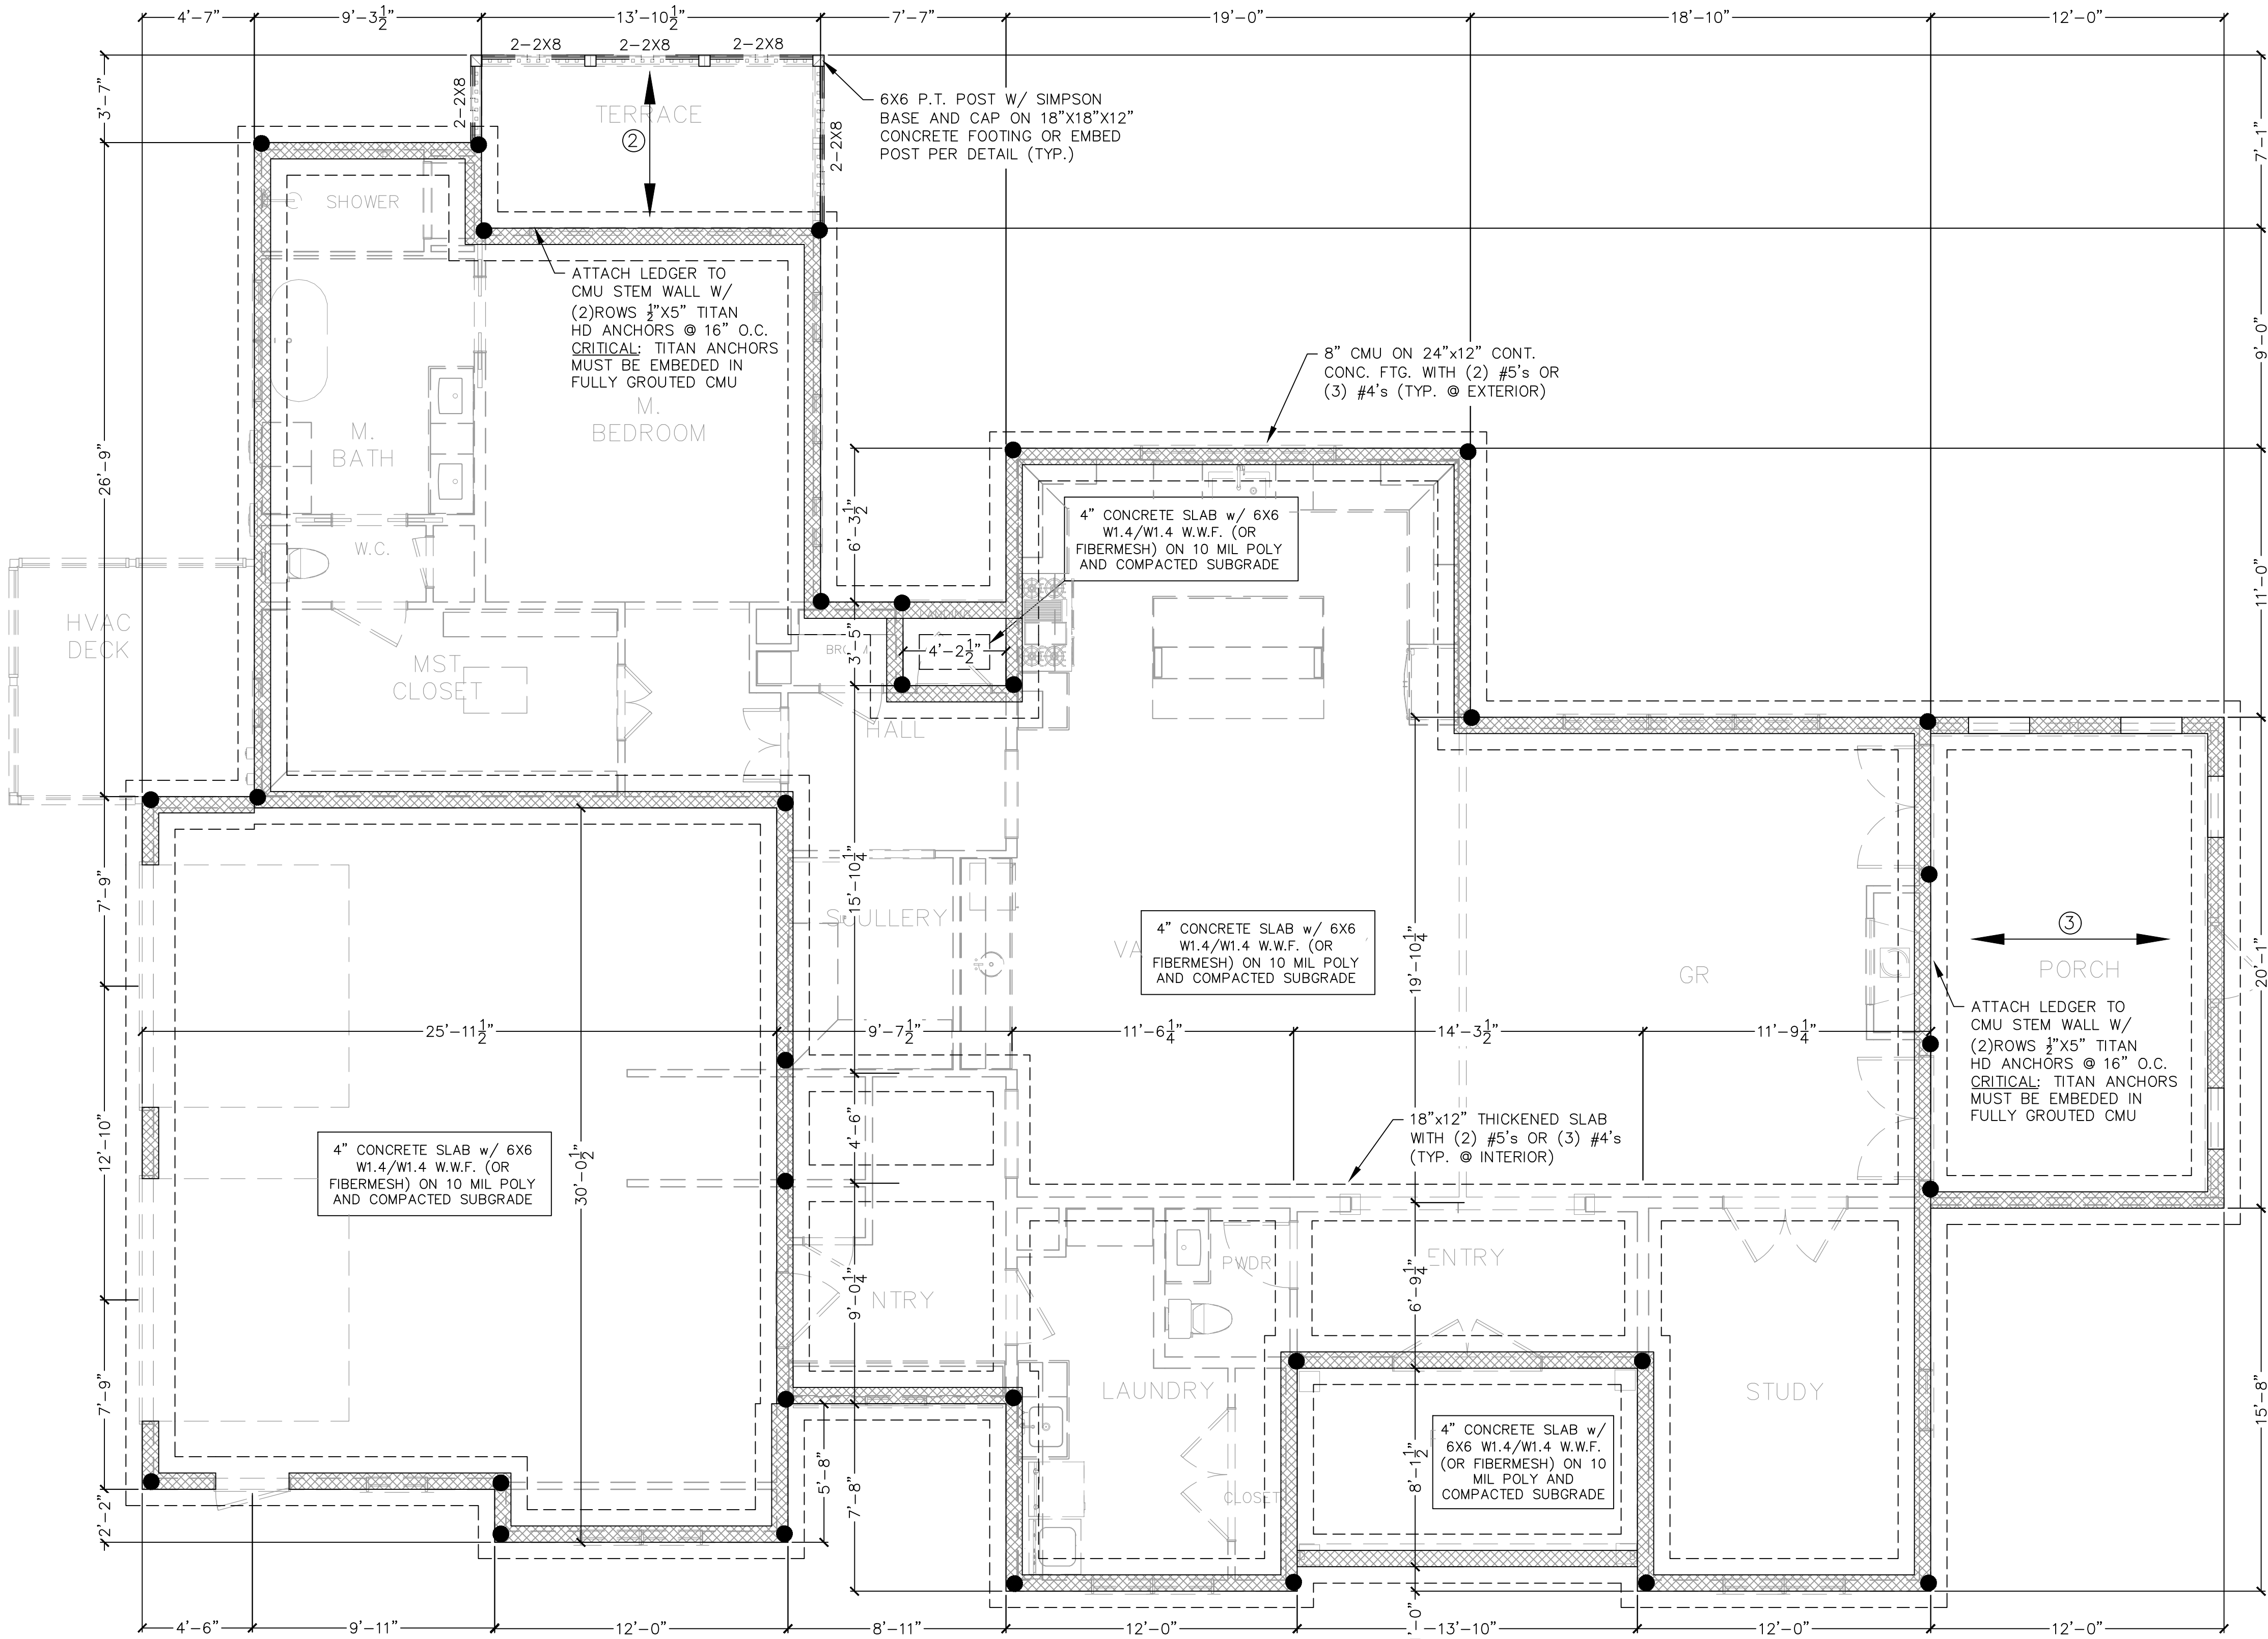 4'-7"
9'-3½"
13'-10½"
7'-7"
19'-0"
18'-10"
12'-0"
2-2X8
2-2X8
2-2X8
3'-7"
2-2X8
TERRACE
②
2-2X8
6X6 P.T. POST W/ SIMPSON
BASE AND CAP ON 18"X18"X12"
CONCRETE FOOTING OR EMBED
POST PER DETAIL (TYP.)
7'-1"
SHOWER
ATTACH LEDGER TO
CMU STEM WALL W/
(2)ROWS ½"X5" TITAN
HD ANCHORS @ 16" O.C.
CRITICAL: TITAN ANCHORS
MUST BE EMBEDED IN
FULLY GROUTED CMU
9'-0"
8" CMU ON 24"x12" CONT.
CONC. FTG. WITH (2) #5's OR
(3) #4's (TYP. @ EXTERIOR)
M.
BEDROOM
M.
BATH
26'-9"
6'-3½"
4" CONCRETE SLAB w/ 6X6
W1.4/W1.4 W.W.F. (OR
FIBERMESH) ON 10 MIL POLY
AND COMPACTED SUBGRADE
W.C.
11'-0"
HVAC
DECK
3'-5"
4'-2½"
MST
CLOSET
HALL
7'-9"
15'-10¼"
SCULLERY
4" CONCRETE SLAB w/ 6X6
W1.4/W1.4 W.W.F. (OR
FIBERMESH) ON 10 MIL POLY
AND COMPACTED SUBGRADE
19'-10¼"
GR
③
PORCH
20'-1"
ATTACH LEDGER TO
CMU STEM WALL W/
(2)ROWS ½"X5" TITAN
HD ANCHORS @ 16" O.C.
CRITICAL: TITAN ANCHORS
MUST BE EMBEDED IN
FULLY GROUTED CMU
25'-11½"
9'-7½"
11'-6¼"
14'-3½"
11'-9¼"
12'-10"
4'-6"
18"x12" THICKENED SLAB
WITH (2) #5's OR (3) #4's
(TYP. @ INTERIOR)
4" CONCRETE SLAB w/ 6X6
W1.4/W1.4 W.W.F. (OR
FIBERMESH) ON 10 MIL POLY
AND COMPACTED SUBGRADE
30'-0½"
9'-0¼"
NTRY
PWDR
6'-9¼"
ENTRY
7'-9"
LAUNDRY
STUDY
15'-8"
4" CONCRETE SLAB w/
6X6 W1.4/W1.4 W.W.F.
(OR FIBERMESH) ON 10
MIL POLY AND
COMPACTED SUBGRADE
8'-1½"
5'-8"
7'-8"
CLOSET
2'-2"
4'-6"
9'-11"
12'-0"
8'-11"
12'-0"
13'-10"
12'-0"
12'-0"